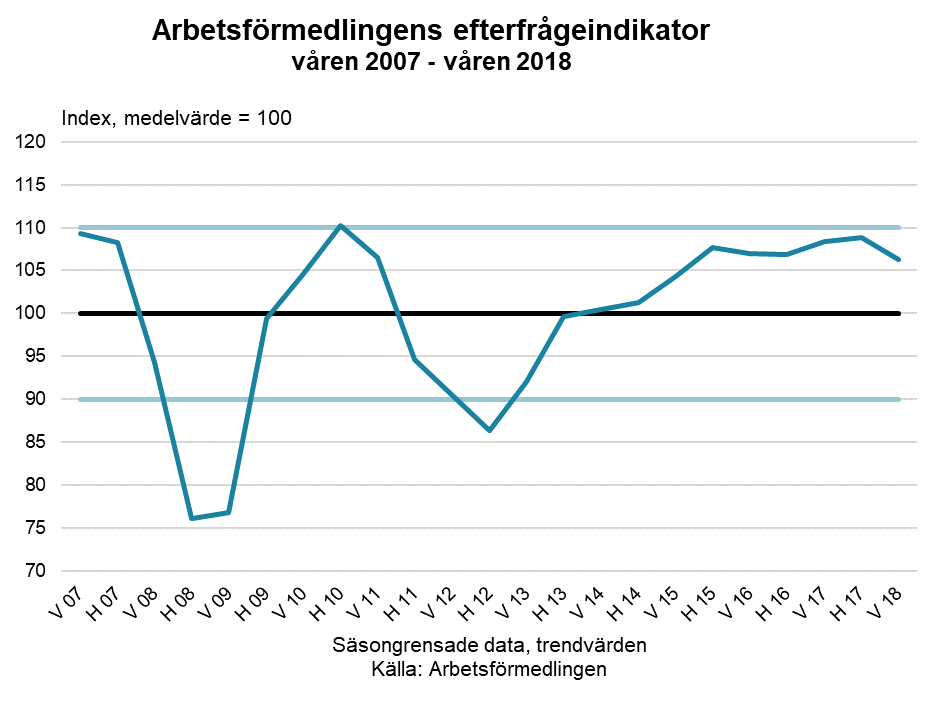 Arbetsförmedlingens efterfrågeindikator
våren 2007 - våren 2018
Index, medelvärde = 100
120
115
110
105
100
95
90
85
80
75
70
V 07
H 07
V 08
H 08
V 09
H 09
V 10
H 10
V 11
H 11
V 12
H 12
V 13
H 13
V 14
H 14
V 15
H 15
V 16
H 16
V 17
H 17
V 18
Säsongrensade data, trendvärden
Källa: Arbetsförmedlingen